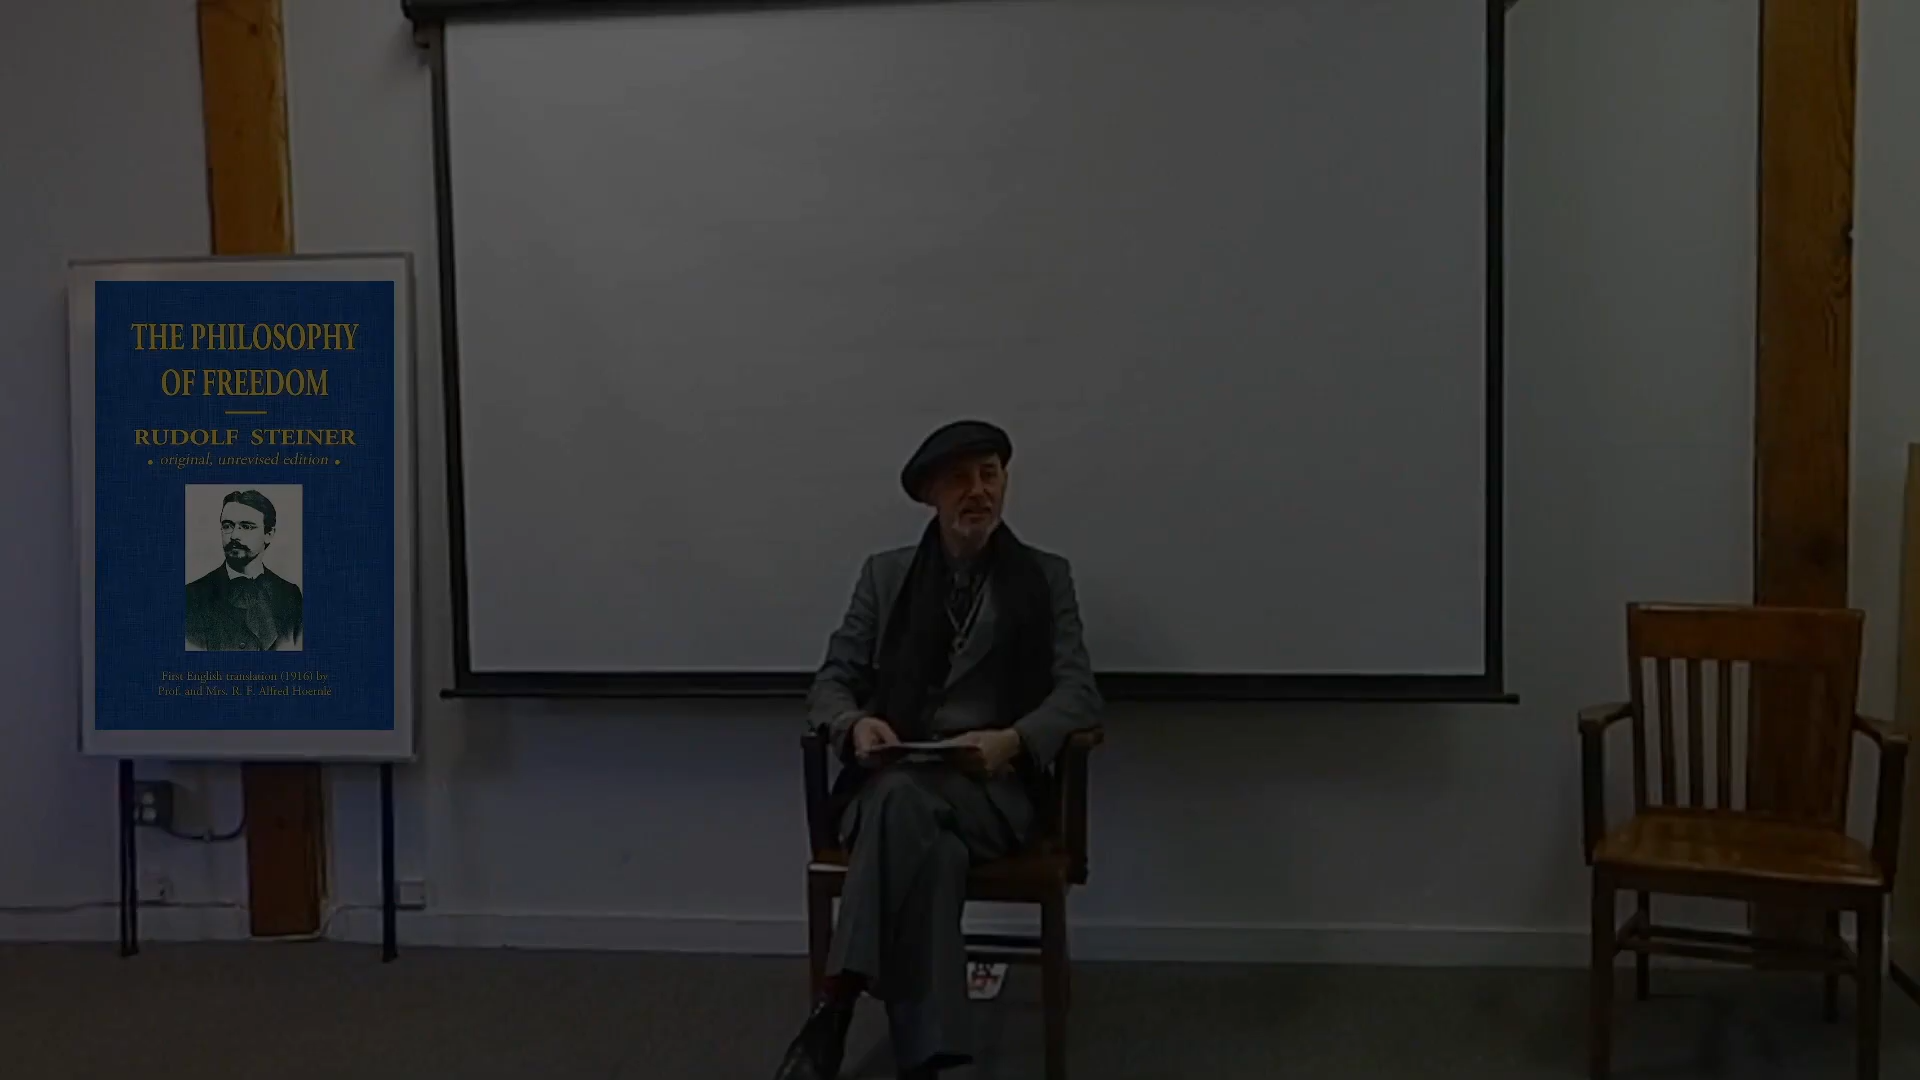 THE PHILOSOPHY
OF FREEDOM
RUDOLF STEINER
• original, unrevised edition •
First English translation (1916) by
Prof. and Mrs. R. F. Alfred Hoernle